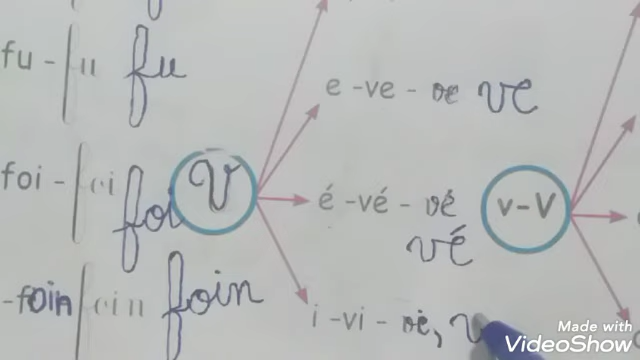 fu - fu fu
e - ve - ve ve
foi - foi foi
V
é - vé - vé
v - V
vé
-foin foin foin
i - vi - vi, v
Made with
VideoShow